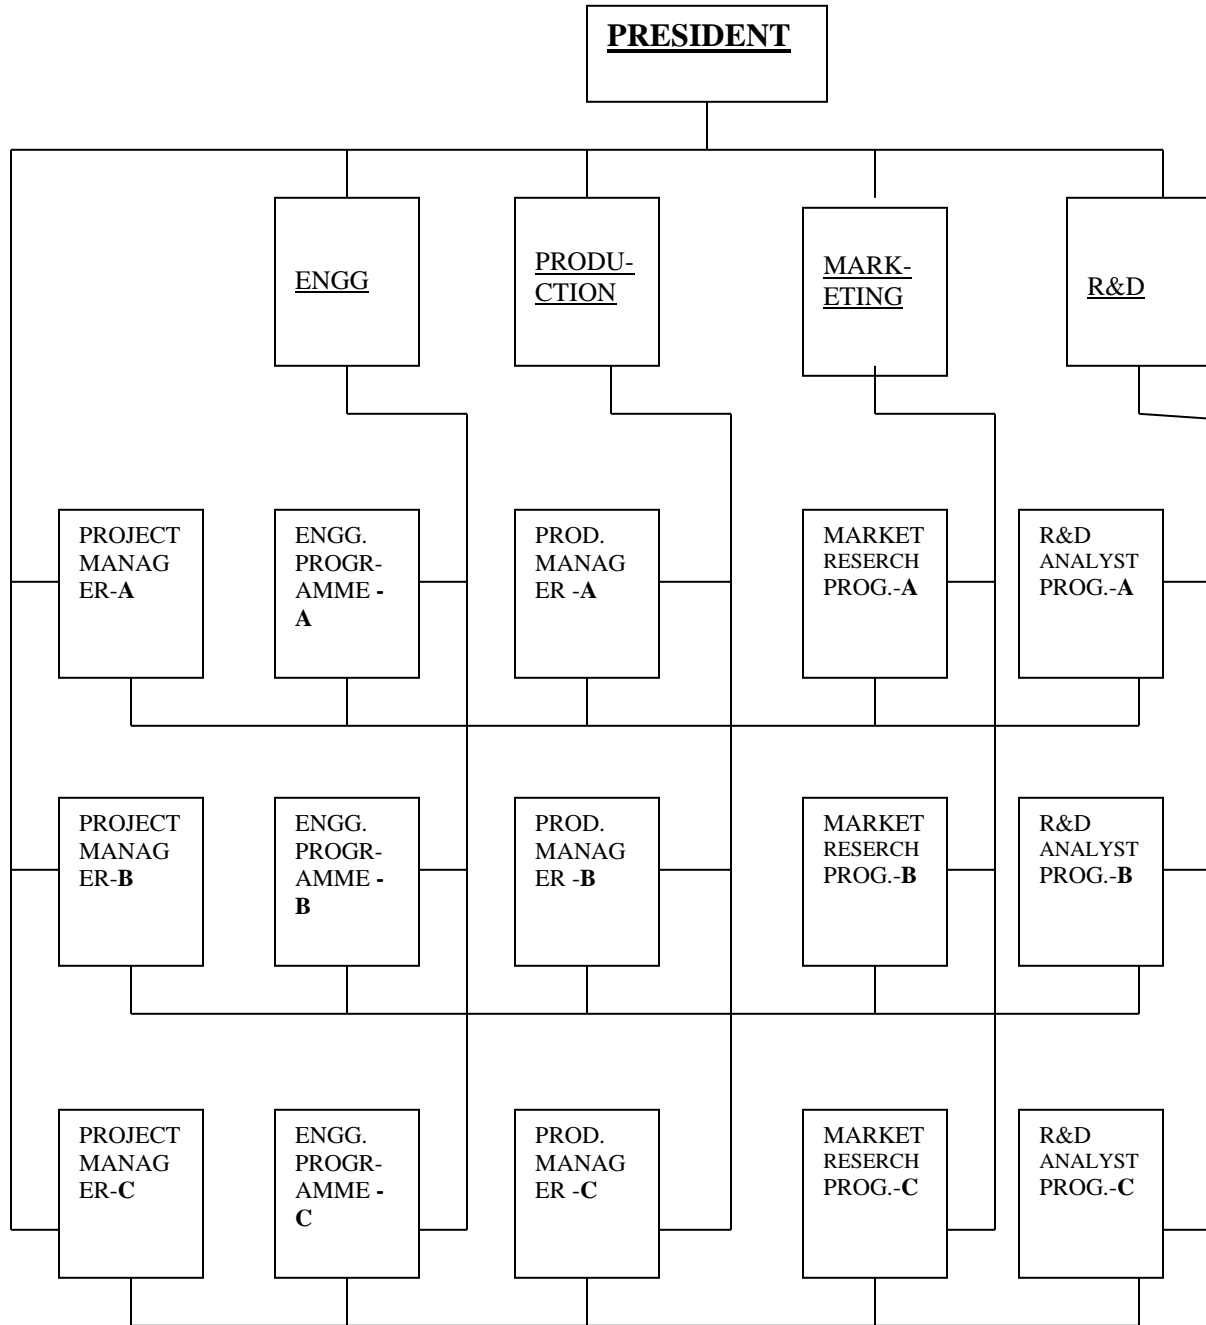 PRESIDENT
ENGG
PRODU-
CTION
MARK-
ETING
R&D
PROJECT
MANAG
ER-A
ENGG.
PROGR-
AMME -
A
PROD.
MANAG
ER -A
MARKET
RESERCH
PROG.-A
R&D
ANALYST
PROG.-A
PROJECT
MANAG
ER-B
ENGG.
PROGR-
AMME -
B
PROD.
MANAG
ER -B
MARKET
RESERCH
PROG.-B
R&D
ANALYST
PROG.-B
PROJECT
MANAG
ER-C
ENGG.
PROGR-
AMME -
C
PROD.
MANAG
ER -C
MARKET
RESERCH
PROG.-C
R&D
ANALYST
PROG.-C